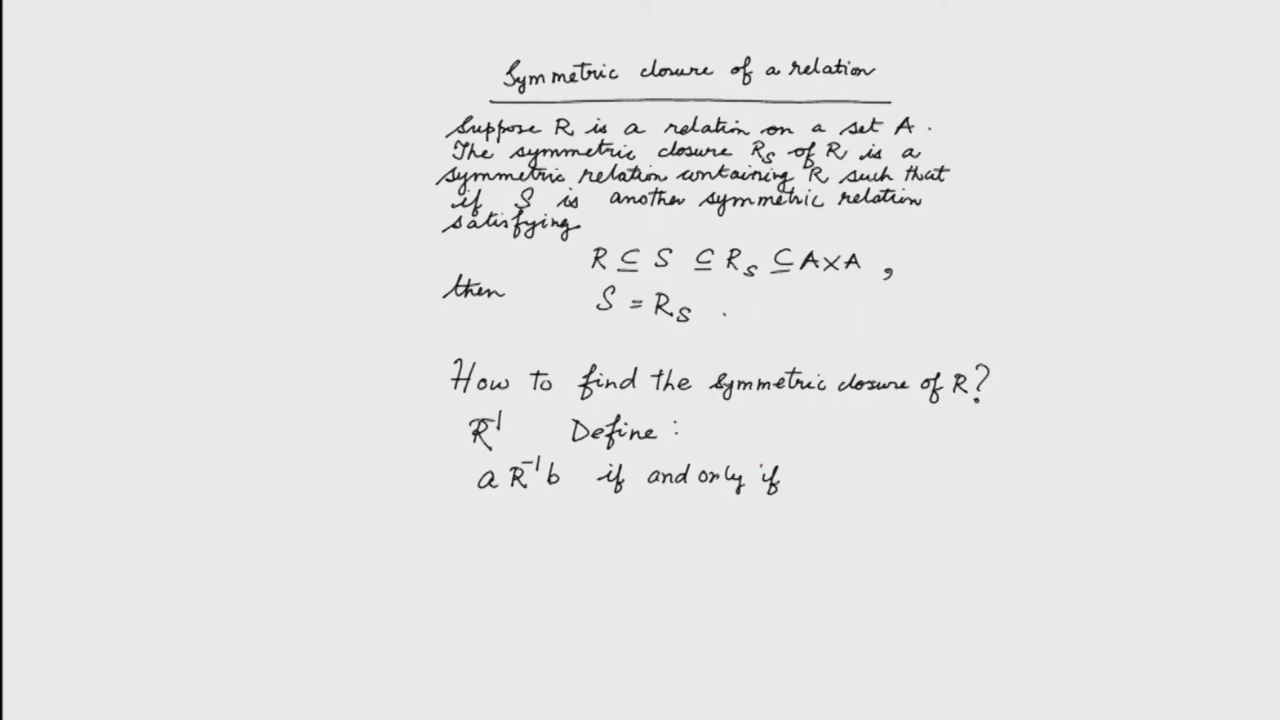 Symmetric closure of a relation
Suppose R is a relation on a set A.
The symmetric closure R_S of R is a
symmetric relation containing R such that
if S is another symmetric relation
satisfying
R ⊆ S ⊆ R_S ⊆ A×A,
then S = R_S.
How to find the symmetric closure of R?
R⁻¹ Define:
a R⁻¹ b if and only if